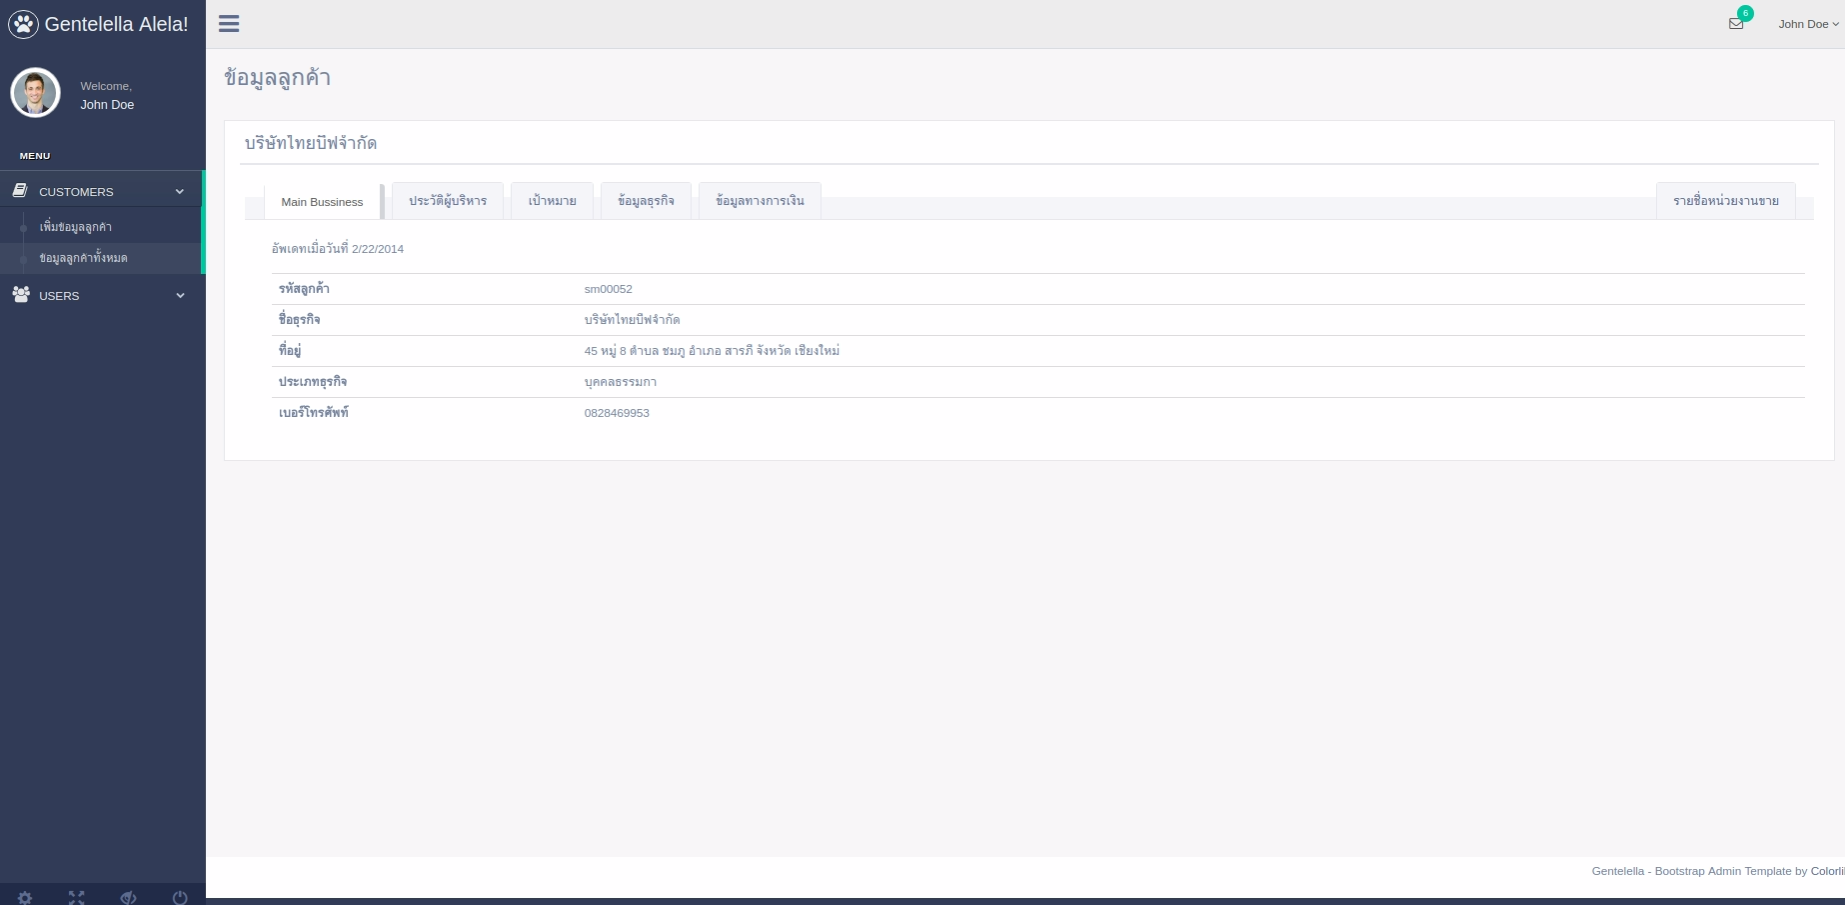 Gentelella Alela!
6
John Doe
Welcome,
John Doe
MENU
CUSTOMERS
เพิ่มข้อมูลลูกค้า
ข้อมูลลูกค้าทั้งหมด
USERS
ข้อมูลลูกค้า
บริษัทไทยบีฟจำกัด
Main Bussiness
ประวัติผู้บริหาร
เป้าหมาย
ข้อมูลธุรกิจ
ข้อมูลทางการเงิน
รายชื่อหน่วยงานขาย
อัพเดทเมื่อวันที่ 2/22/2014
รหัสลูกค้า sm00052
ชื่อธุรกิจ บริษัทไทยบีฟจำกัด
ที่อยู่ 45 หมู่ 8 ตำบล ชมภู อำเภอ สารภี จังหวัด เชียงใหม่
ประเภทธุรกิจ บุคคลธรรมกา
เบอร์โทรศัพท์ 0828469953
Gentelella - Bootstrap Admin Template by Colorli